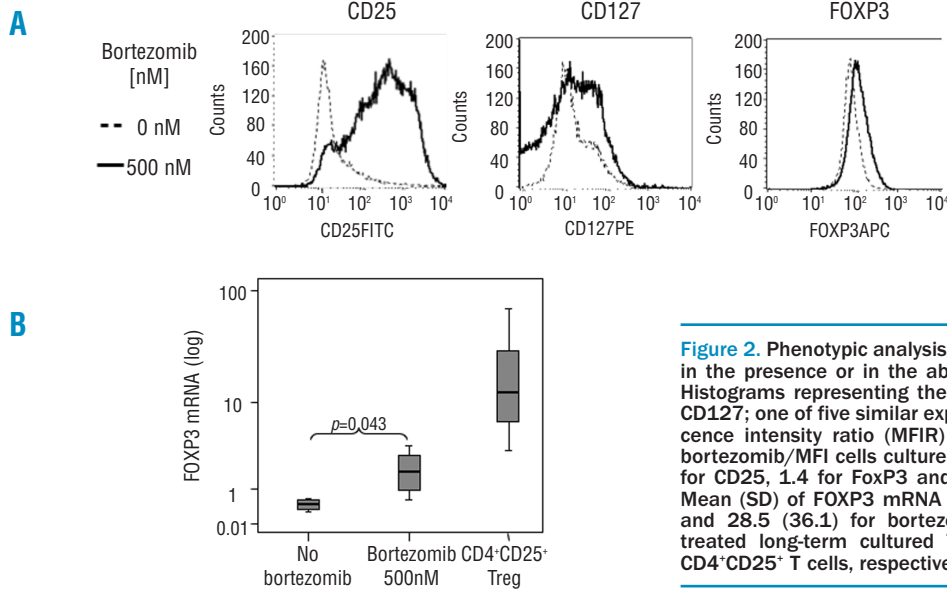 A
Bortezomib
[nM]
0 nM
500 nM
CD25
200
160
120
80
40
0
Counts
10⁰ 10¹ 10² 10³ 10⁴
CD25FITC
CD127
200
160
120
80
40
0
Counts
10⁰ 10¹ 10² 10³ 10⁴
CD127PE
FOXP3
200
160
120
80
40
0
Counts
10⁰ 10¹ 10² 10³ 10⁴
FOXP3APC
B
FOXP3 mRNA (log)
100
10
1
0.01
p=0.043
No
bortezomib
Bortezomib
500nM
CD4⁺CD25⁺
Treg
Figure 2. Phenotypic analysis
in the presence or in the ab
Histograms representing the
CD127; one of five similar exp
cence intensity ratio (MFIR)
bortezomib/MFI cells culture
for CD25, 1.4 for FoxP3 and
Mean (SD) of FOXP3 mRNA
and 28.5 (36.1) for bortezo
treated long-term cultured
CD4⁺CD25⁺ T cells, respective